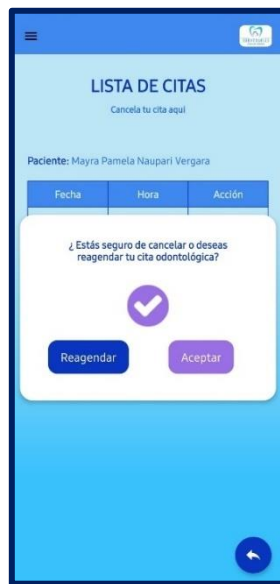 LISTA DE CITAS
Cancela tu cita aqui
Paciente: Mayra Pamela Naupari Vergara
Fecha Hora Acción
¿ Estás seguro de cancelar o deseas
reagendar tu cita odontológica?
Reagendar Aceptar